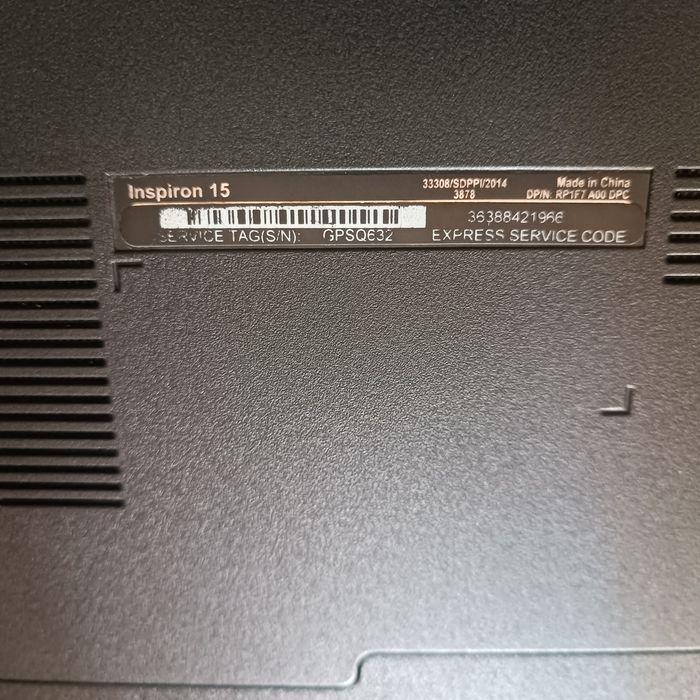 Inspiron 15
33308/SDPPI/2014
3878
Made in China
DP/N: RP1F7 A00 DPC
36388421966
SERVICE TAG(S/N): GPSQ632
EXPRESS SERVICE CODE